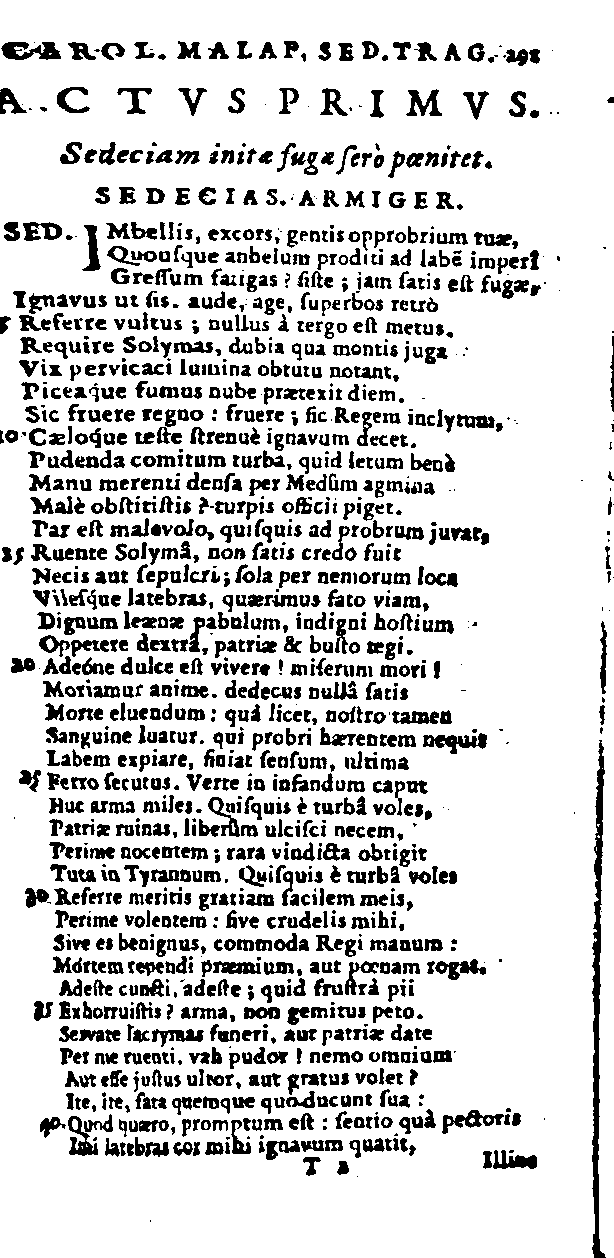 CAROL. MALAP. SED. TRAG. 291
ACTVS PRIMVS.
Sedeciam initæ fugæ serò pœnitet.
SEDECIAS. ARMIGER.
SED. IMbellis, excors, gentis opprobrium tuæ,
Quouſque anhelum proditi ad labē imperî
Greſſum fatigas ? ſiſte ; jam ſatis eſt fugæ,
Ignavus ut ſis. aude, age, ſuperbos retrò
5 Referre vultus ; nullus à tergo eſt metus.
Require Solymas, dubia qua montis juga
Vix pervicaci lumina obtutu notant,
Piceaque fumus nube prætexit diem.
Sic fruere regno : fruere ; ſic Regem inclytum,
10 Cæloque teſte ſtrenuè ignavum decet.
Pudenda comitum turba, quid letum benè
Manu merenti denſa per Medûm agmina
Malè obſtitiſtis ? turpis officii piget.
Par eſt malevolo, quiſquis ad probrum juvat,
15 Ruente Solymâ, non ſatis credo fuit
Necis aut ſepulcri ; ſola per nemorum loca
Vileſque latebras, quærimus fato viam,
Dignum leænæ pabulum, indigni hoſtium
Oppetere dextrâ, patriæ & buſto tegi.
20 Adeóne dulce eſt vivere ! miſerum mori !
Moriamur anime. dedecus nullâ ſatis
Morte eluendum : quâ licet, noſtro tamen
Sanguine luatur. qui probri hærentem nequit
Labem expiare, finiat ſenſum, ultima
25 Ferro ſecutus. Verte in infandum caput
Huc arma miles. Quiſquis è turbâ voles,
Patriæ ruinas, liberûm ulciſci necem,
Perime nocentem ; rara vindicta obtigit
Tuta in Tyrannum. Quiſquis è turbâ voles
30 Referre meritis gratiam facilem meis,
Perime volentem : ſive crudelis mihi,
Sive es benignus, commoda Regi manum :
Mortem rependi præmium, aut pœnam rogat.
Adeſte cuncti, adeſte ; quid fruſtrà pii
35 Exhorruiſtis ? arma, non gemitus peto.
Servate lacrymas funeri, aut patriæ date
Per me ruenti, vah pudor ! nemo omnium
Aut eſſe juſtus ultor, aut gratus volet ?
Ite, ite, fata quemque quò ducunt ſua :
40 Quod quæro, promptum eſt : ſentio quà pectoris
Imi latebras cor mihi ignavum quatit,
T 2 Illinc